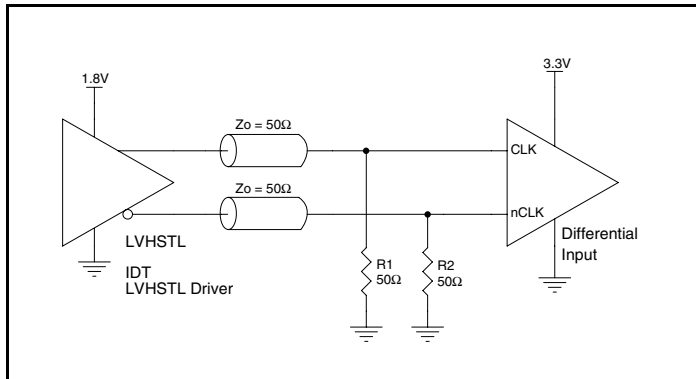 1.8V
3.3V
Zo = 50Ω
CLK
Zo = 50Ω
nCLK
LVHSTL
IDT
LVHSTL Driver
R1
50Ω
R2
50Ω
Differential
Input